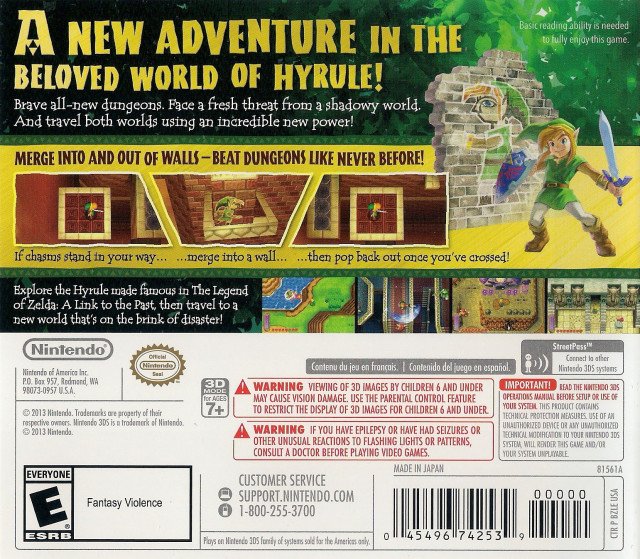 A NEW ADVENTURE IN THE
BELOVED WORLD OF HYRULE!
Brave all-new dungeons. Face a fresh threat from a shadowy world.
And travel both worlds using an incredible new power!
Basic reading ability is needed
to fully enjoy this game.
MERGE INTO AND OUT OF WALLS – BEAT DUNGEONS LIKE NEVER BEFORE!
If chasms stand in your way... ...merge into a wall... ...then pop back out once you've crossed!
Explore the Hyrule made famous in The Legend
of Zelda: A Link to the Past, then travel to a
new world that's on the brink of disaster!
Nintendo
Nintendo of America Inc.
P.O. Box 957, Redmond, WA
98073-0957 U.S.A.
Official
Nintendo
Seal
© 2013 Nintendo. Trademarks are property of their
respective owners. Nintendo 3DS is a trademark of Nintendo.
© 2013 Nintendo.
Contenu du jeu en français. Contenido del juego en español.
StreetPass™
Connect to other
Nintendo 3DS systems
3D
MODE
FOR AGES
7+
WARNING VIEWING OF 3D IMAGES BY CHILDREN 6 AND UNDER
MAY CAUSE VISION DAMAGE. USE THE PARENTAL CONTROL FEATURE
TO RESTRICT THE DISPLAY OF 3D IMAGES FOR CHILDREN 6 AND UNDER.
WARNING IF YOU HAVE EPILEPSY OR HAVE HAD SEIZURES OR
OTHER UNUSUAL REACTIONS TO FLASHING LIGHTS OR PATTERNS,
CONSULT A DOCTOR BEFORE PLAYING VIDEO GAMES.
IMPORTANT! READ THE NINTENDO 3DS
OPERATIONS MANUAL BEFORE SETUP OR USE OF
YOUR SYSTEM. THIS PRODUCT CONTAINS
TECHNICAL PROTECTION MEASURES. USE OF AN
UNAUTHORIZED DEVICE OR ANY UNAUTHORIZED
TECHNICAL MODIFICATION TO YOUR NINTENDO 3DS
SYSTEM, WILL RENDER THIS GAME AND/OR
YOUR SYSTEM UNPLAYABLE.
EVERYONE
E
ESRB
Fantasy Violence
CUSTOMER SERVICE
SUPPORT.NINTENDO.COM
1-800-255-3700
Plays on Nintendo 3DS family of systems sold for the Americas only.
MADE IN JAPAN
81561A
00000
0 45496 74253 9
CTR P BZLE USA